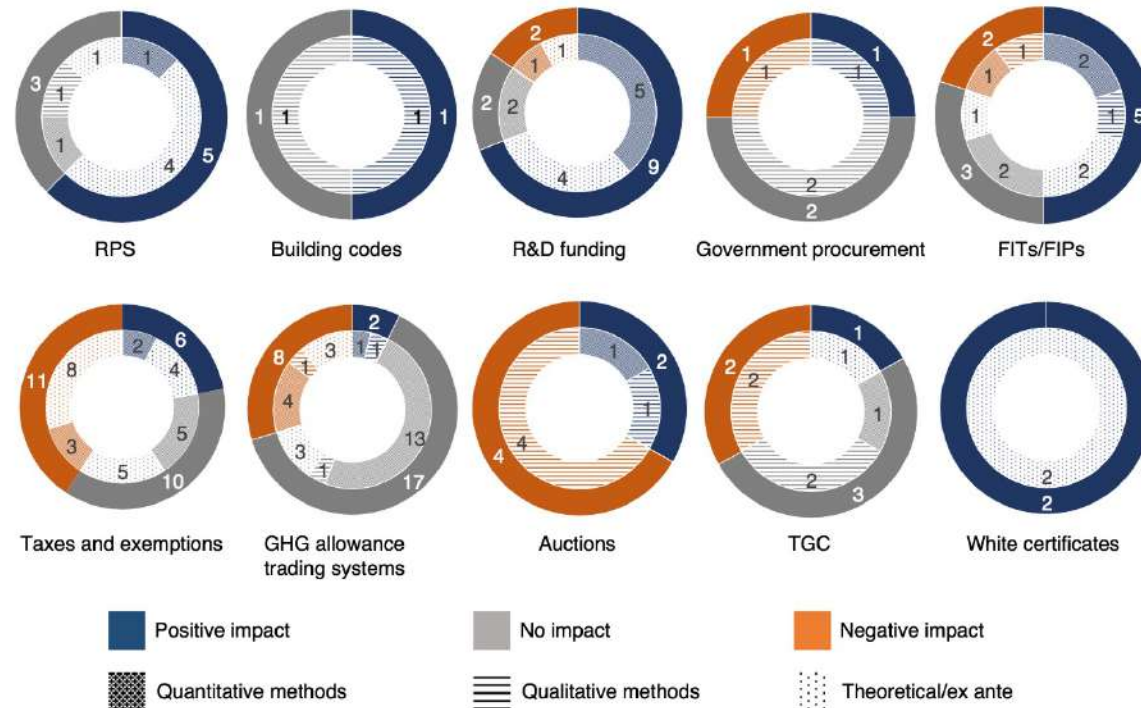 1 1 3 1 1 4 5
RPS
1 1 1 1
Building codes
2 1 1 2 2 5 4 9
R&D funding
1 1 1 1 2 2
Government procurement
2 1 1 2 1 1 5 2 2 3
FITs/FIPs
6 2 4 11 8 5 3 5 10
Taxes and exemptions
2 3 1 1 8 1 4 13 3 1 17
GHG allowance
trading systems
1 2 1 4 4
Auctions
1 1 2 2 1 2 3
TGC
2 2
White certificates
Positive impact
No impact
Negative impact
Quantitative methods
Qualitative methods
Theoretical/ex ante